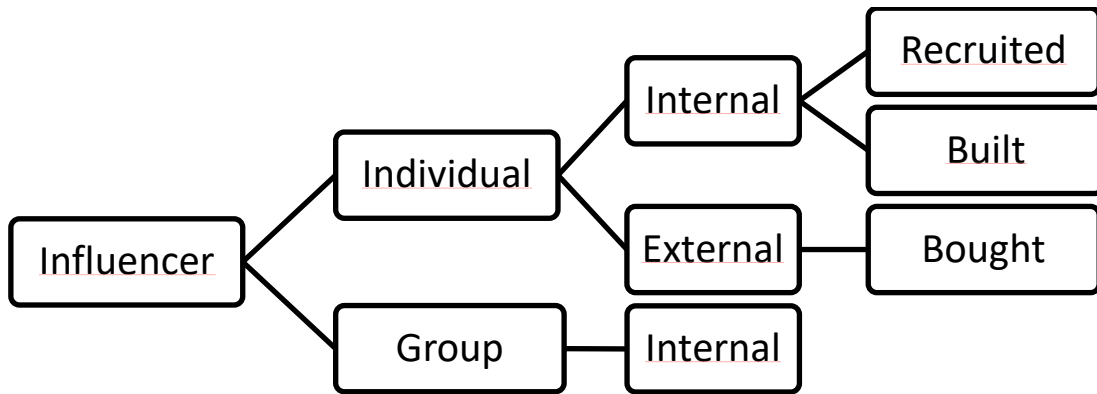 Influencer
Individual
Group
Internal
External
Internal
Recruited
Built
Bought